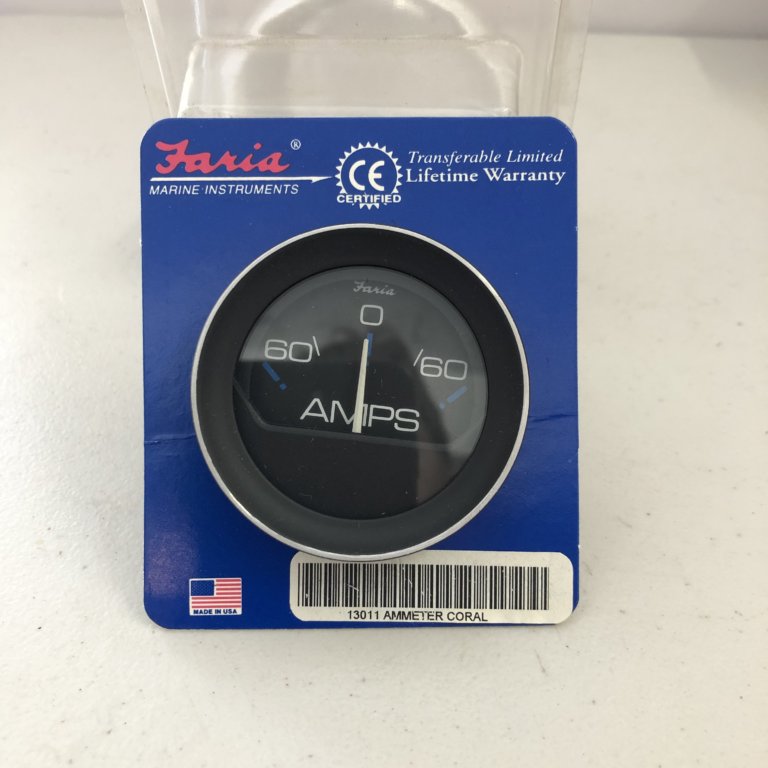 Faria®
MARINE INSTRUMENTS
CE
CERTIFIED
Transferable Limited
Lifetime Warranty
Faria
0
60
60
AMPS
MADE IN USA
13011 AMMETER CORAL